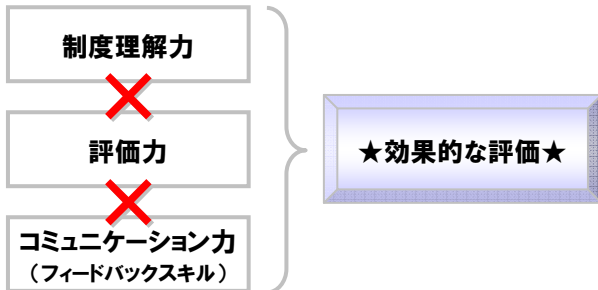 制度理解力
評価力
コミュニケーション力
（フィードバックスキル）
★効果的な評価★